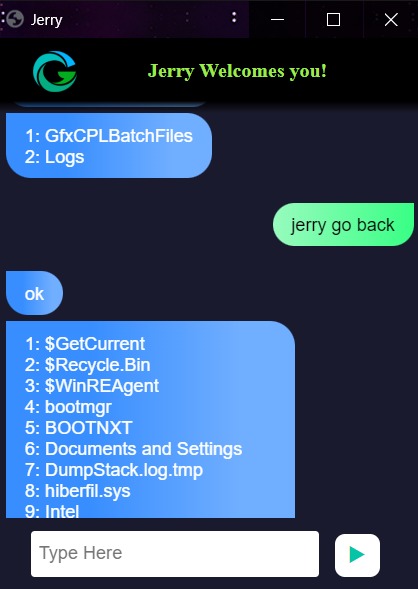 Jerry
Jerry Welcomes you!
1: GfxCPLBatchFiles
2: Logs
jerry go back
ok
1: $GetCurrent
2: $Recycle.Bin
3: $WinREAgent
4: bootmgr
5: BOOTNXT
6: Documents and Settings
7: DumpStack.log.tmp
8: hiberfil.sys
9: Intel
Type Here